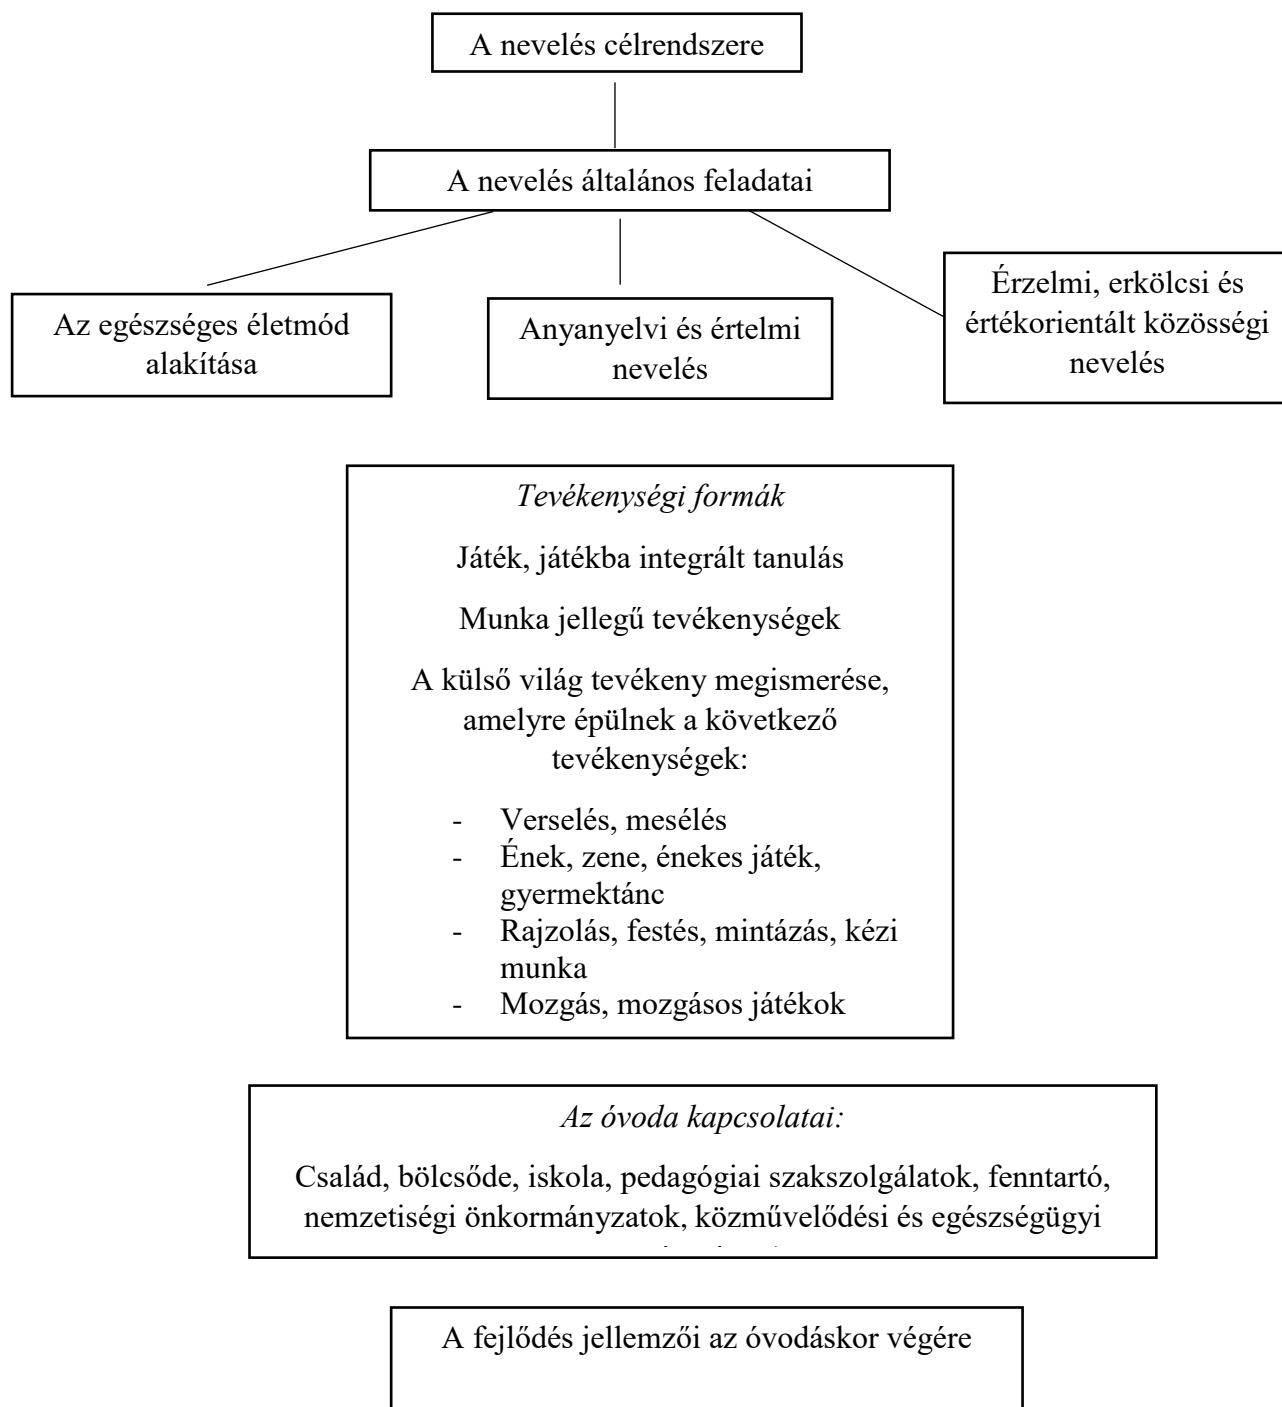 A nevelés célrendszere
A nevelés általános feladatai
Az egészséges életmód
alakítása
Anyanyelvi és értelmi
nevelés
Érzelmi, erkölcsi és
értékorientált közösségi
nevelés
Tevékenységi formák
Játék, játékba integrált tanulás
Munka jellegű tevékenységek
A külső világ tevékeny megismerése,
amelyre épülnek a következő
tevékenységek:
- Verselés, mesélés
- Ének, zene, énekes játék,
gyermektánc
- Rajzolás, festés, mintázás, kézi
munka
- Mozgás, mozgásos játékok
Az óvoda kapcsolatai:
Család, bölcsőde, iskola, pedagógiai szakszolgálatok, fenntartó,
nemzetiségi önkormányzatok, közművelődési és egészségügyi
A fejlődés jellemzői az óvodáskor végére